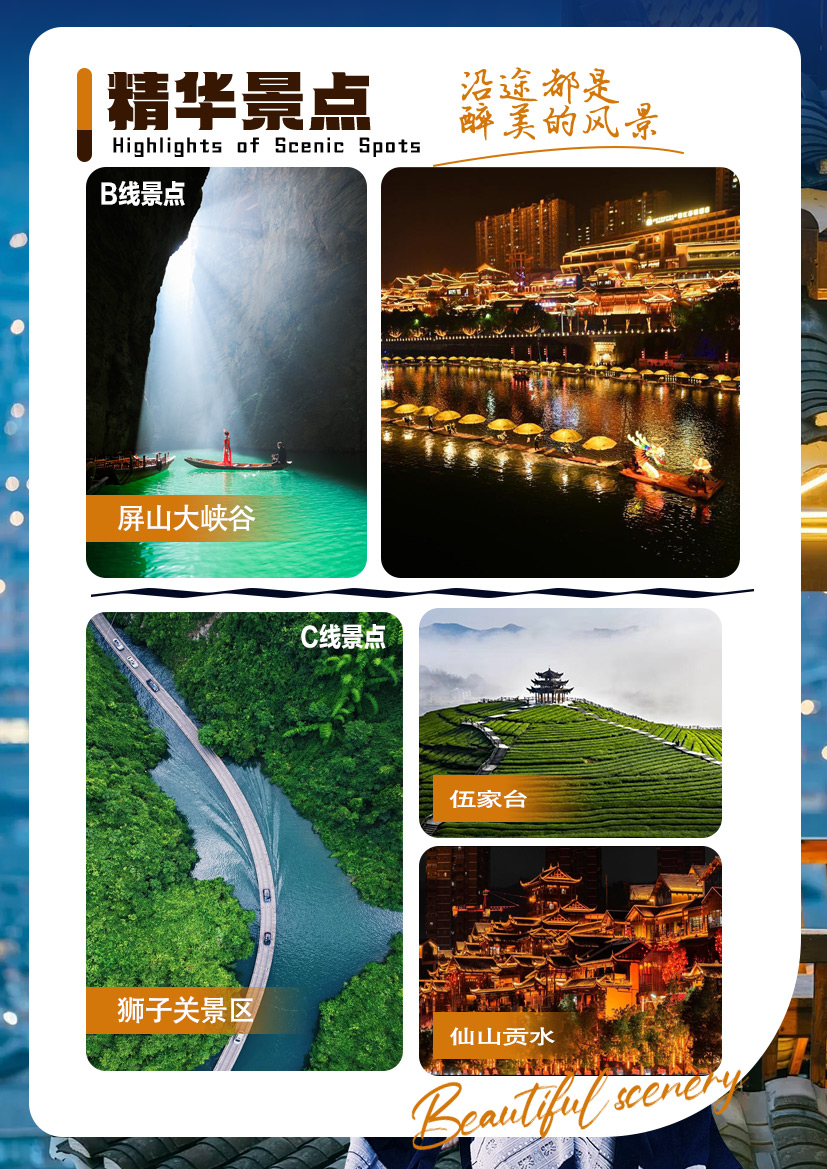 精华景点
Highlights of Scenic Spots
沿途都是
醉美的风景
B线景点
屏山大峡谷
C线景点
狮子关景区
伍家台
仙山贡水
Beautiful scenery